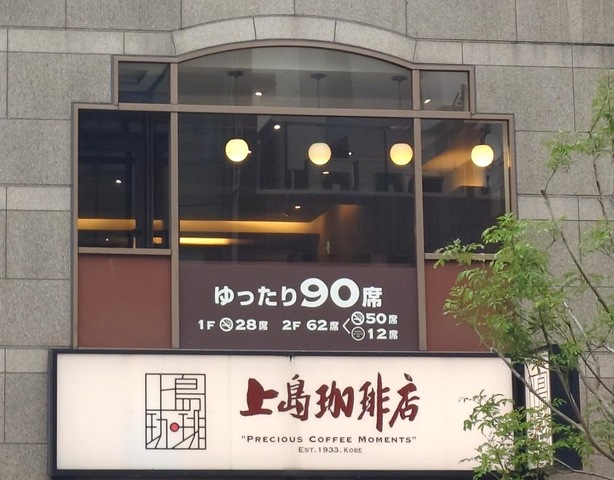 ゆったり90席
1F 28席 2F 62席 50席
12席
上島
珈琲
上島珈琲店
"PRECIOUS COFFEE MOMENTS"
EST. 1933. KOBE